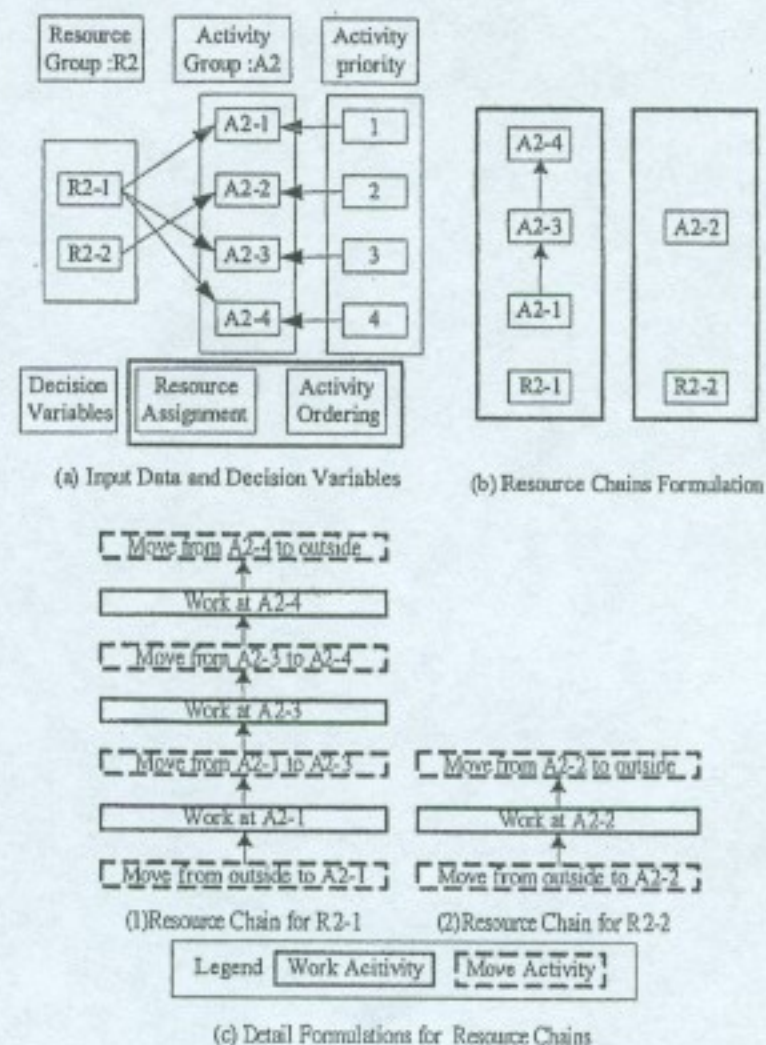 Resource
Group :R2
Activity
Group :A2
Activity
priority
R2-1
R2-2
A2-1
A2-2
A2-3
A2-4
1
2
3
4
Decision
Variables
Resource
Assignment
Activity
Ordering
(a) Input Data and Decision Variables
A2-4
A2-3
A2-1
R2-1
A2-2
R2-2
(b) Resource Chains Formulation
Move from A2-4 to outside
Work at A2-4
Move from A2-3 to A2-4
Work at A2-3
Move from A2-1 to A2-3
Work at A2-1
Move from outside to A2-1
(1)Resource Chain for R2-1
Move from A2-2 to outside
Work at A2-2
Move from outside to A2-2
(2)Resource Chain for R2-2
Legend
Work Acitivity
Move Activity
(c) Detail Formulations for Resource Chains